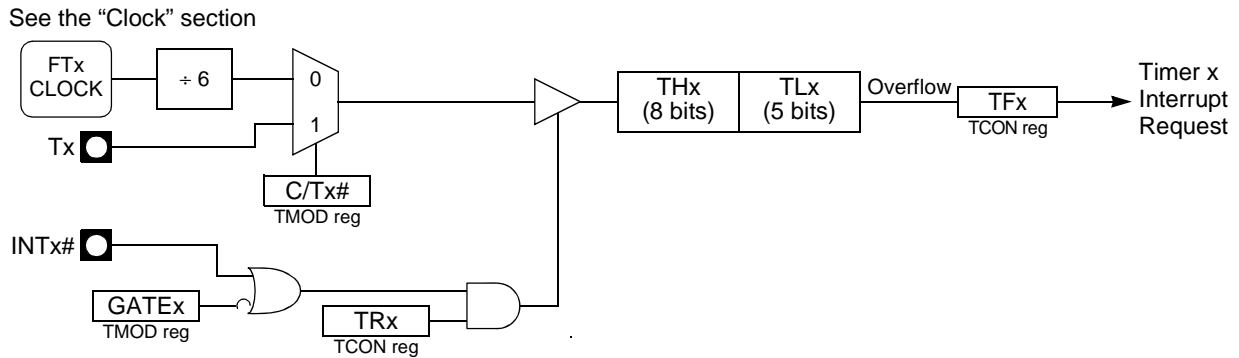 See the “Clock” section
FTx
CLOCK
÷ 6
0
1
Tx
C/Tx#
TMOD reg
THx
(8 bits)
TLx
(5 bits)
Overflow
TFx
TCON reg
Timer x
Interrupt
Request
INTx#
GATEx
TMOD reg
TRx
TCON reg